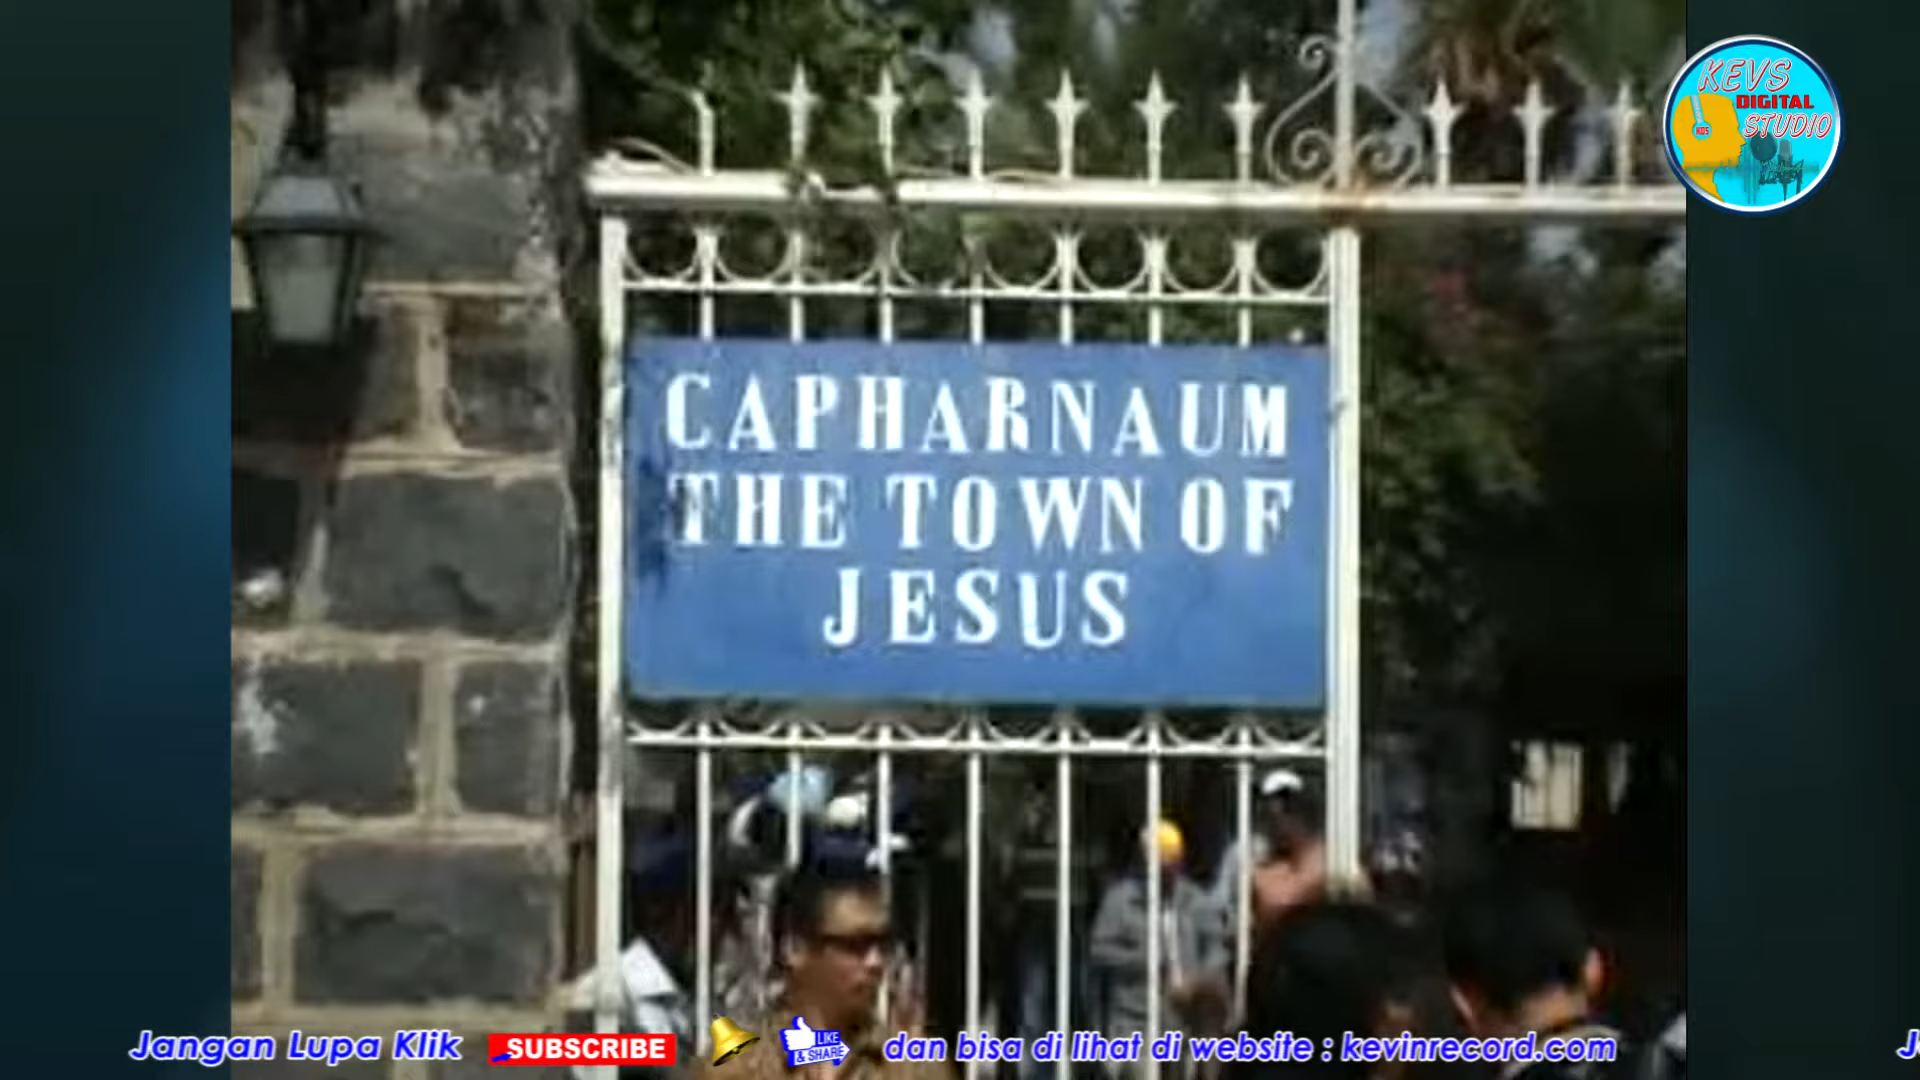 KEVS
DIGITAL
STUDIO
KDS
CAPHARNAUM
THE TOWN OF
JESUS
Jangan Lupa Klik SUBSCRIBE LIKE & SHARE dan bisa di lihat di website : kevinrecord.com